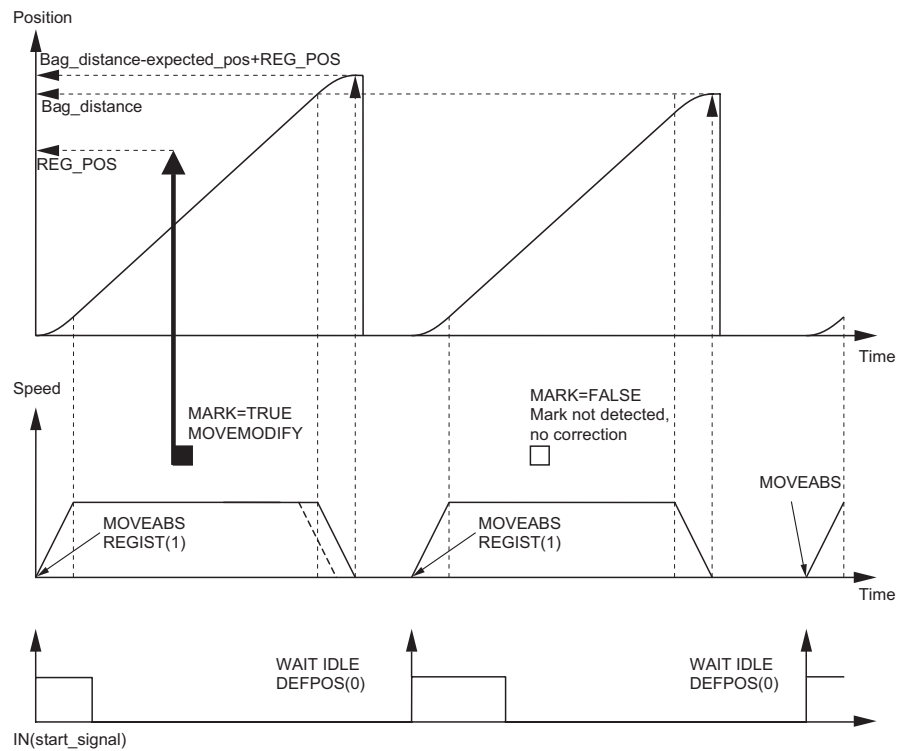 Position
Bag_distance-expected_pos+REG_POS
Bag_distance
REG_POS
Time
Speed
MARK=TRUE
MOVEMODIFY
MARK=FALSE
Mark not detected,
no correction
MOVEABS
REGIST(1)
MOVEABS
REGIST(1)
MOVEABS
Time
WAIT IDLE
DEFPOS(0)
WAIT IDLE
DEFPOS(0)
IN(start_signal)